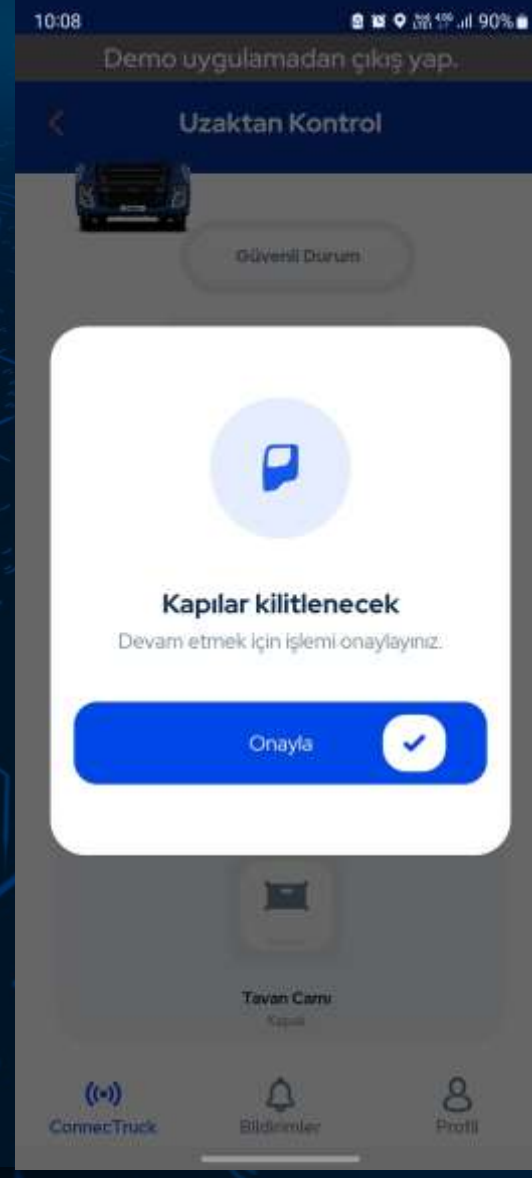 10:08
90%
Demo uygulamadan çıkış yap.
Uzaktan Kontrol
Güvenli Durum
Kapılar kilitlenecek
Devam etmek için işlemi onaylayınız.
Onayla
Tavan Camı
Kapalı
ConnecTruck
Bildirimler
Profil